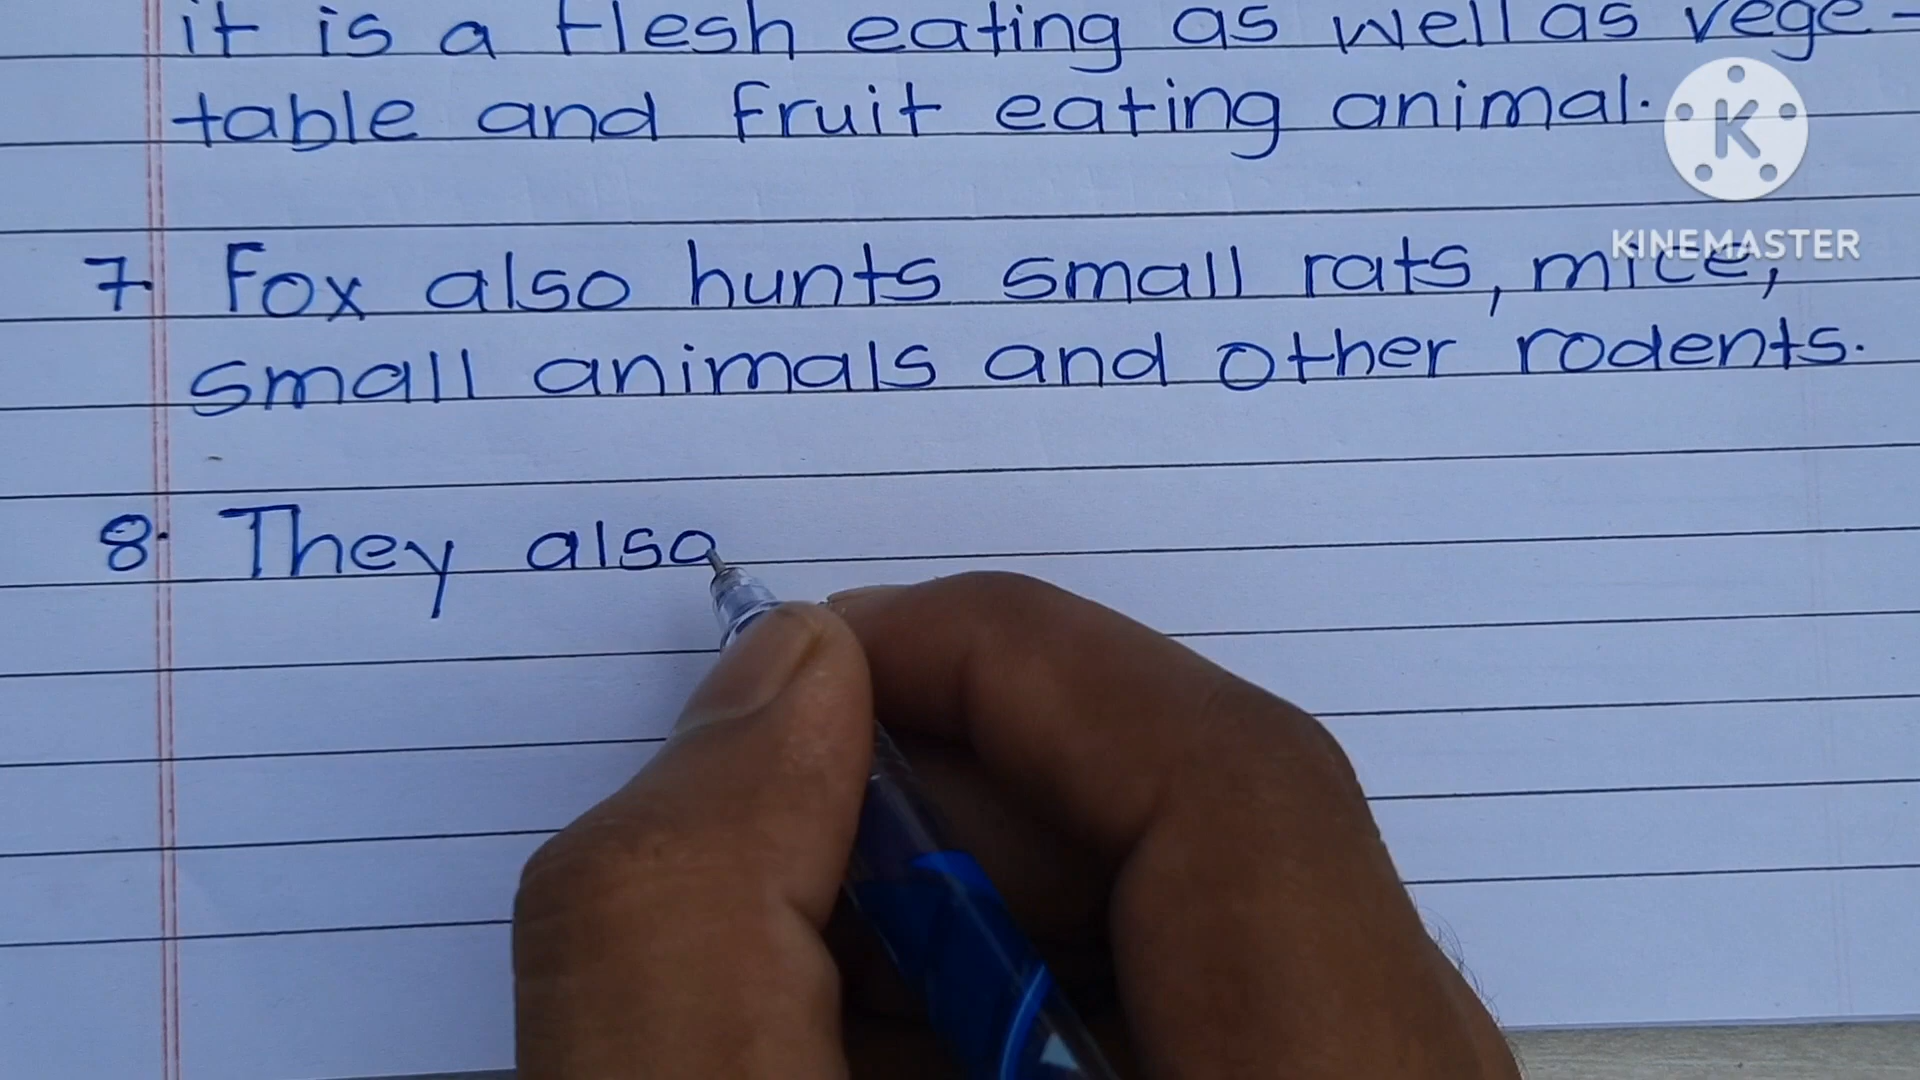 it is a flesh eating as well as vege-
table and fruit eating animal.
K
KINEMASTER
7. Fox also hunts small rats, mice,
small animals and other rodents.
8. They also